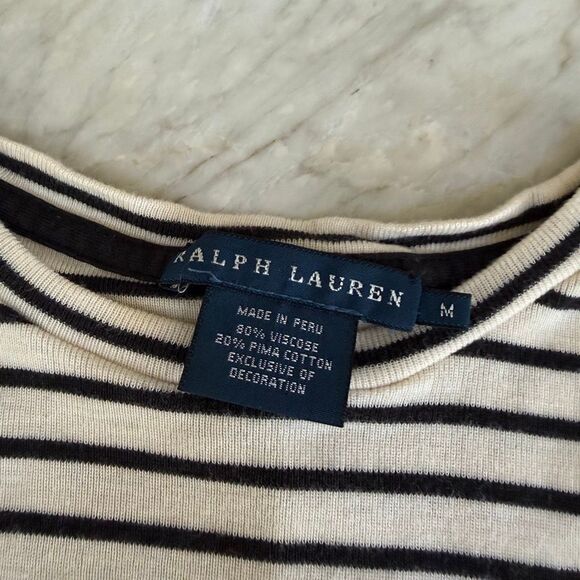 RALPH LAUREN
M
MADE IN PERU
80% VISCOSE
20% PIMA COTTON
EXCLUSIVE OF
DECORATION